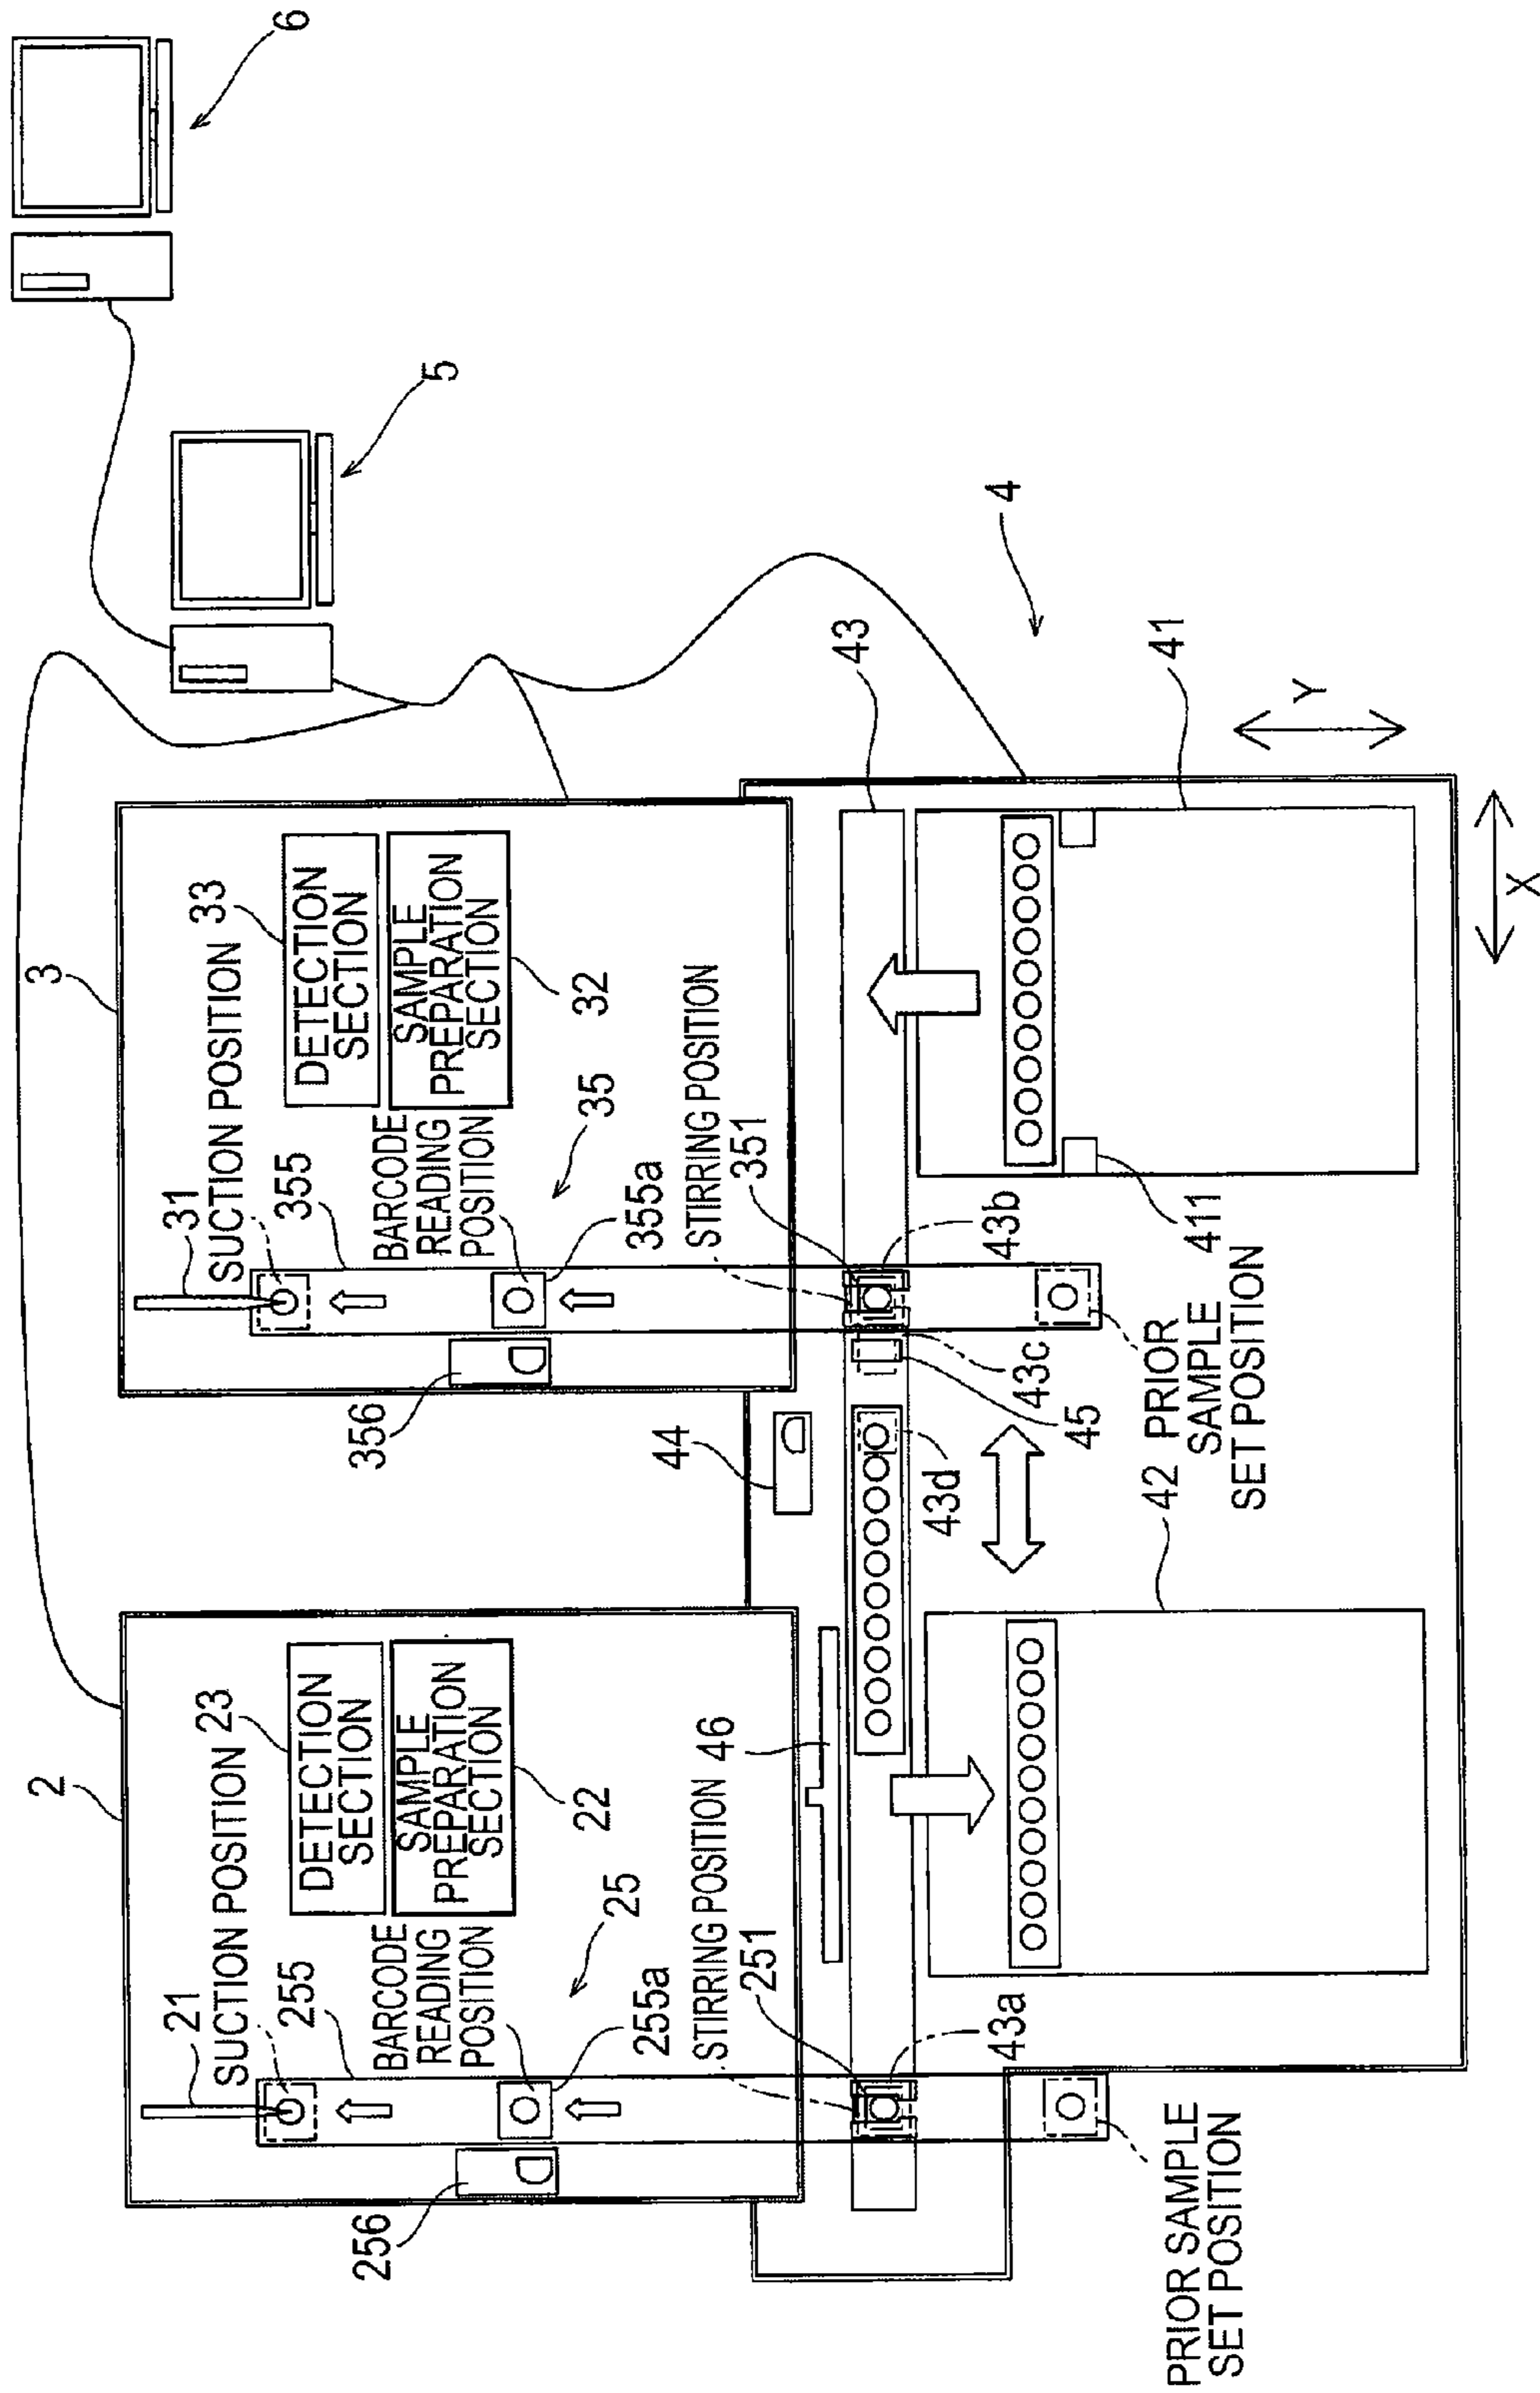 6
5
4
3
33
SUCTION POSITION
31
355
DETECTION
SECTION
SAMPLE
PREPARATION
SECTION
32
BARCODE
READING
POSITION
35
355a
STIRRING POSITION
351
356
43
41
Y
X
43b
411
43c
45
PRIOR
SAMPLE
SET POSITION
44
43d
42
2
23
SUCTION POSITION
21
255
DETECTION
SECTION
SAMPLE
PREPARATION
SECTION
22
BARCODE
READING
POSITION
25
255a
STIRRING POSITION
251
46
256
43a
PRIOR SAMPLE
SET POSITION